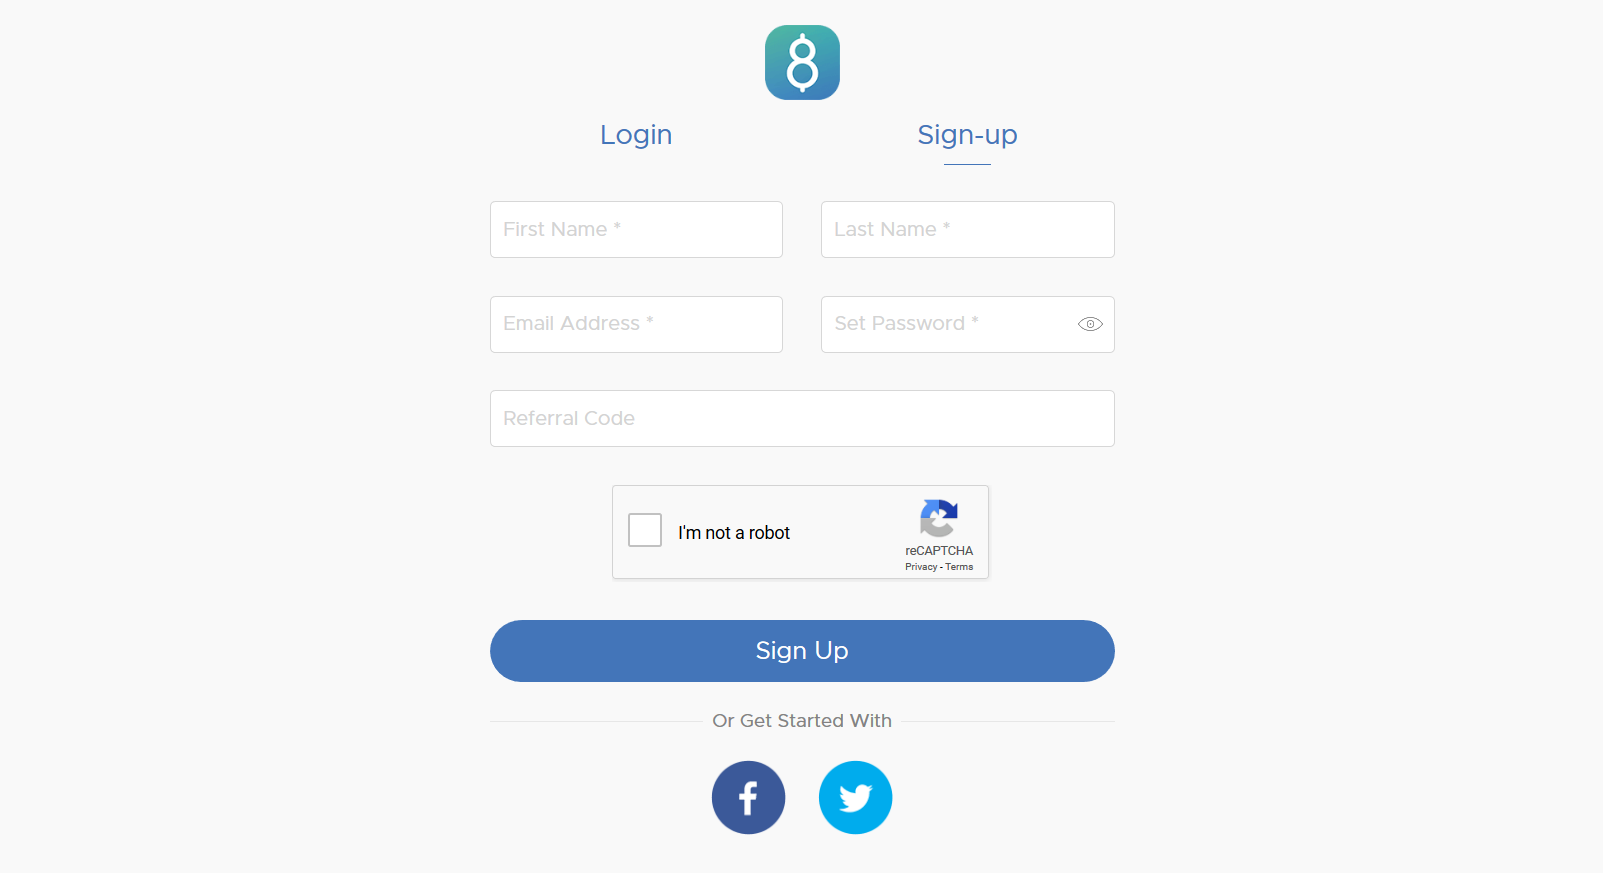 Login
Sign-up
First Name *
Last Name *
Email Address *
Set Password *
Referral Code
I'm not a robot
reCAPTCHA
Privacy - Terms
Sign Up
Or Get Started With